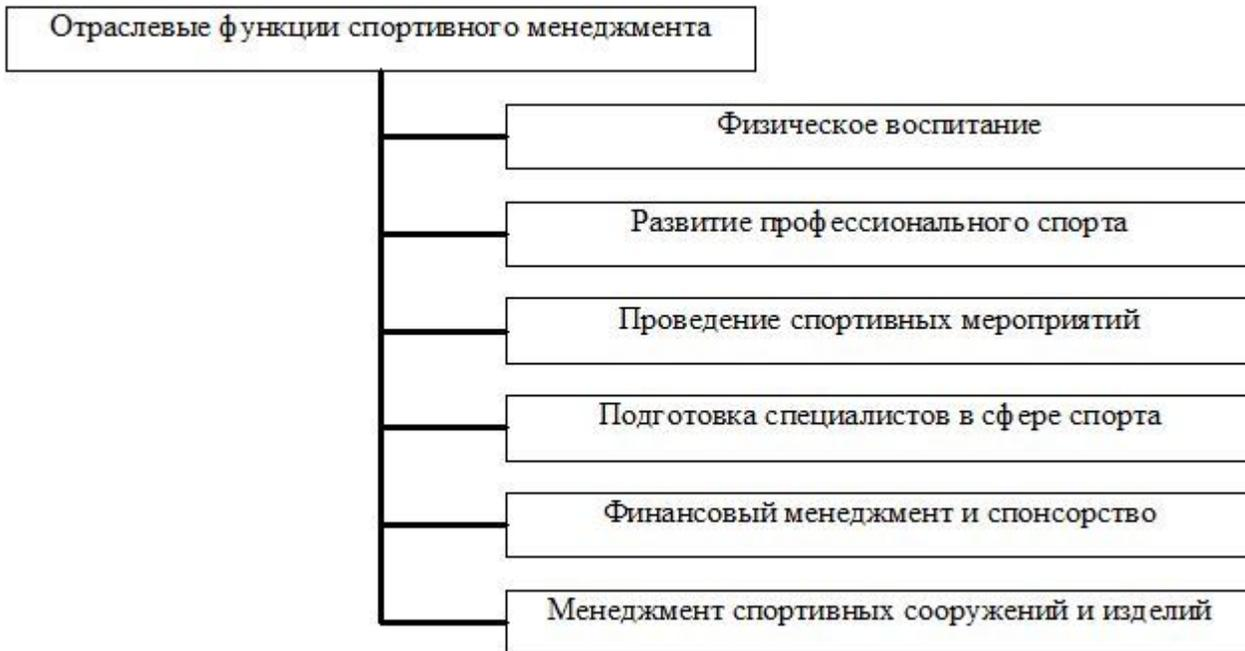 Отраслевые функции спортивного менеджмента
Физическое воспитание
Развитие профессионального спорта
Проведение спортивных мероприятий
Подготовка специалистов в сфере спорта
Финансовый менеджмент и спонсорство
Менеджмент спортивных сооружений и изделий